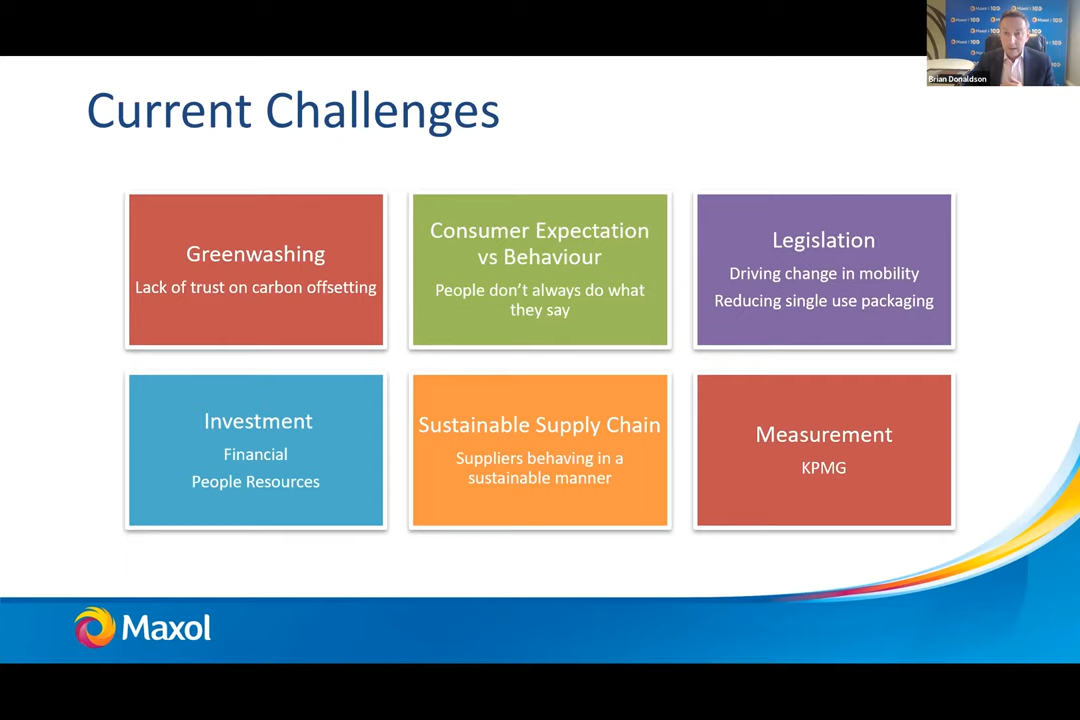 Brian Donaldson
Current Challenges
Greenwashing
Lack of trust on carbon offsetting
Consumer Expectation
vs Behaviour
People don’t always do what
they say
Legislation
Driving change in mobility
Reducing single use packaging
Investment
Financial
People Resources
Sustainable Supply Chain
Suppliers behaving in a
sustainable manner
Measurement
KPMG
Maxol